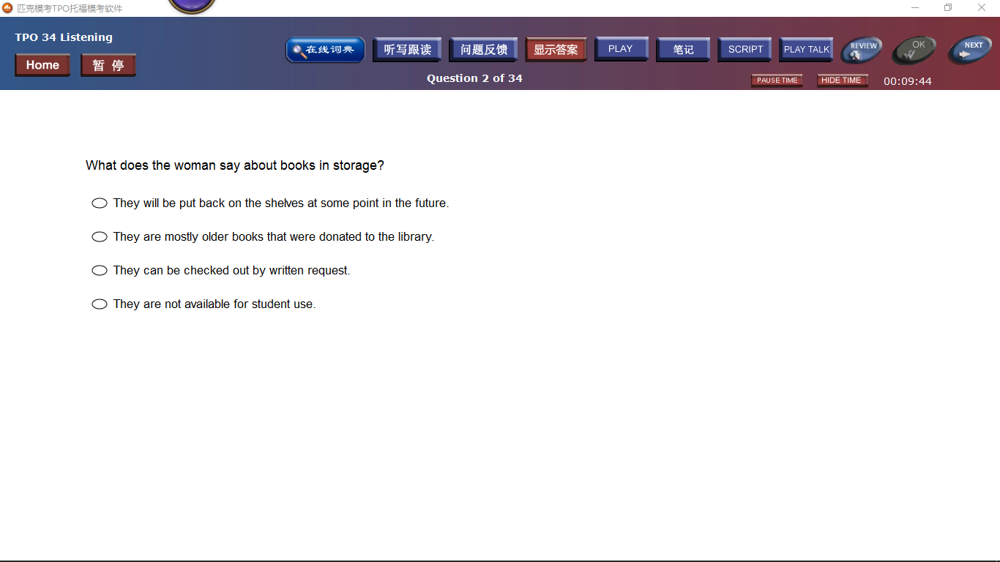 匹克模考TPO托福模考软件
TPO 34 Listening
Home
暂 停
在线词典
听写跟读
问题反馈
显示答案
PLAY
笔记
SCRIPT
PLAY TALK
REVIEW
OK
NEXT
Question 2 of 34
PAUSE TIME
HIDE TIME
00:09:44
What does the woman say about books in storage?
They will be put back on the shelves at some point in the future.
They are mostly older books that were donated to the library.
They can be checked out by written request.
They are not available for student use.